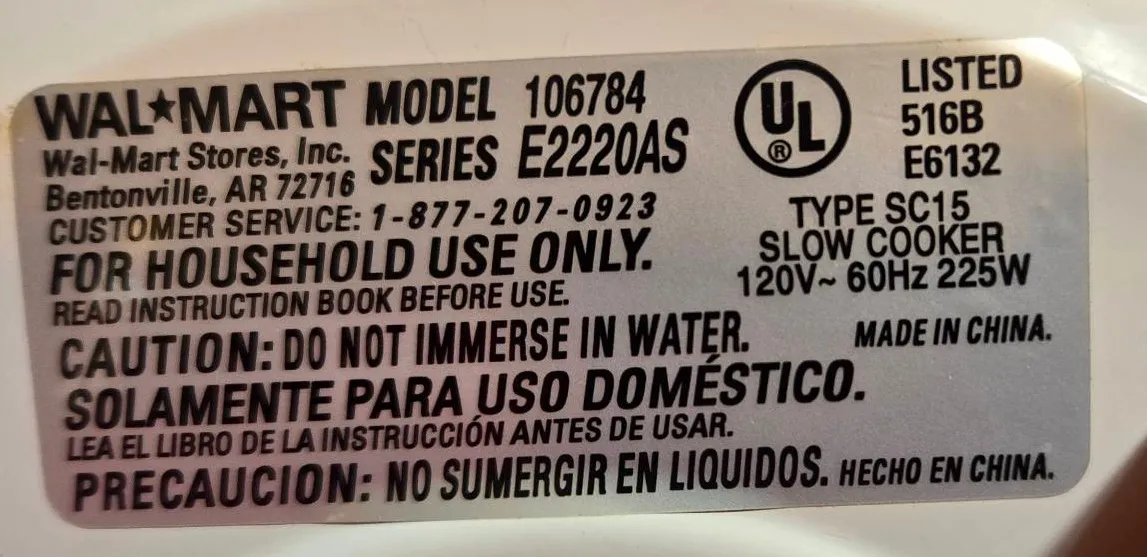 WAL★MART MODEL 106784
Wal-Mart Stores, Inc. SERIES E2220AS
Bentonville, AR 72716
CUSTOMER SERVICE: 1-877-207-0923
FOR HOUSEHOLD USE ONLY.
READ INSTRUCTION BOOK BEFORE USE.
CAUTION: DO NOT IMMERSE IN WATER.
SOLAMENTE PARA USO DOMÉSTICO.
LEA EL LIBRO DE LA INSTRUCCIÓN ANTES DE USAR.
PRECAUCION: NO SUMERGIR EN LIQUIDOS. HECHO EN CHINA.
UL ®
LISTED
516B
E6132
TYPE SC15
SLOW COOKER
120V~ 60Hz 225W
MADE IN CHINA.